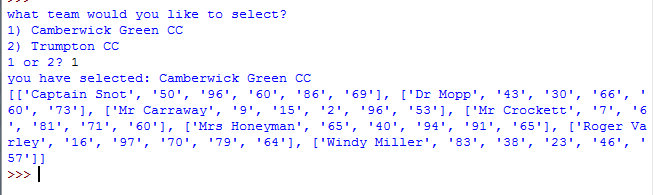 what team would you like to select?
1) Camberwick Green CC
2) Trumpton CC
1 or 2? 1
you have selected: Camberwick Green CC
[['Captain Snot', '50', '96', '60', '86', '69'], ['Dr Mopp', '43', '30', '66', '
60', '73'], ['Mr Carraway', '9', '15', '2', '96', '53'], ['Mr Crockett', '7', '6
', '81', '71', '60'], ['Mrs Honeyman', '65', '40', '94', '91', '65'], ['Roger Va
rley', '16', '97', '70', '79', '64'], ['Windy Miller', '83', '38', '23', '46', '
57']]
>>>